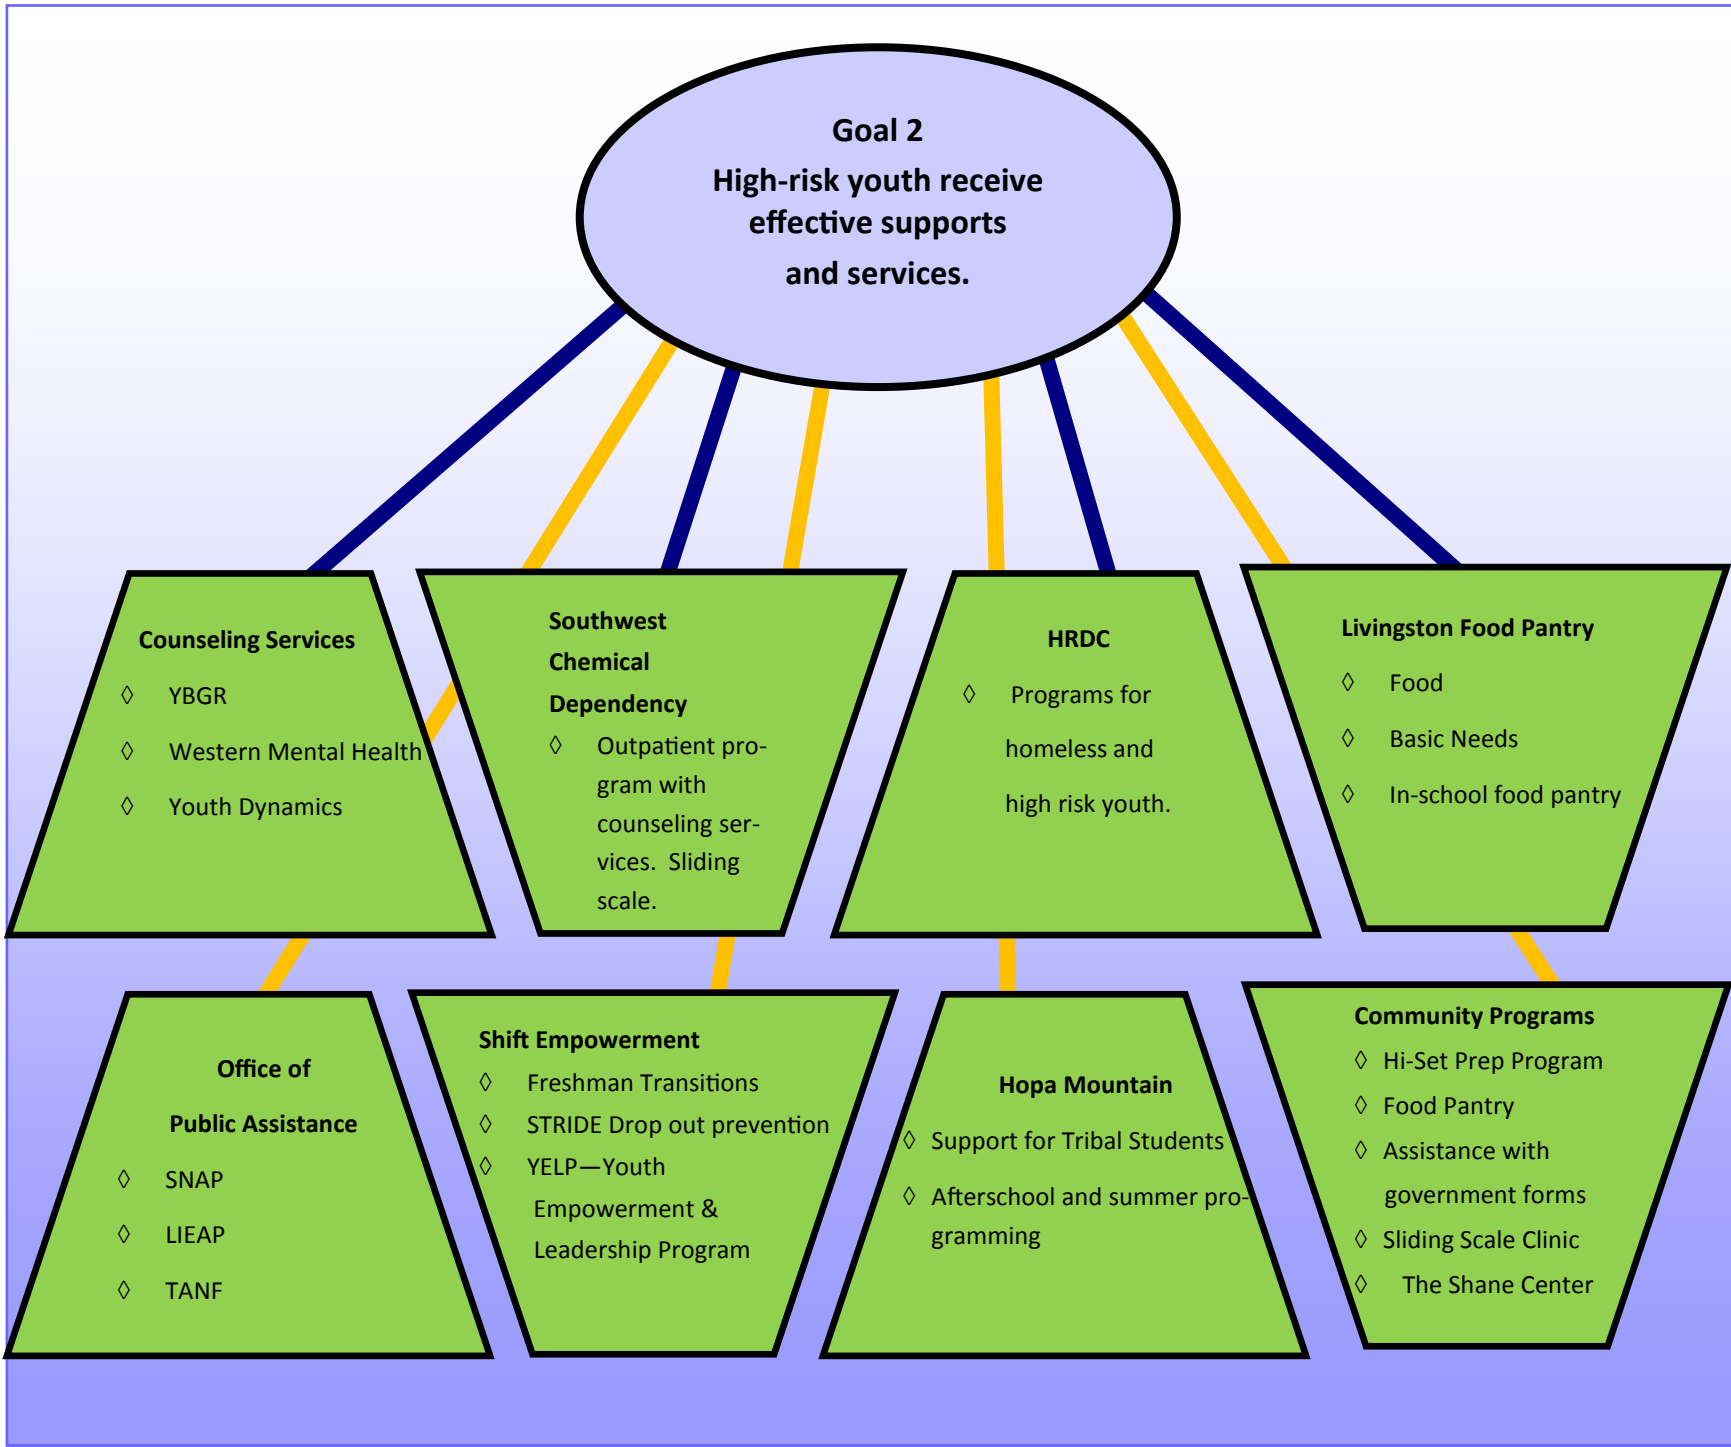 Goal 2
High-risk youth receive
effective supports
and services.
Counseling Services
◊ YBGR
◊ Western Mental Health
◊ Youth Dynamics
Southwest
Chemical
Dependency
◊ Outpatient pro-
gram with
counseling ser-
vices.  Sliding
scale.
HRDC
◊ Programs for
homeless and
high risk youth.
Livingston Food Pantry
◊ Food
◊ Basic Needs
◊ In-school food pantry
Office of
Public Assistance
◊ SNAP
◊ LIEAP
◊ TANF
Shift Empowerment
◊ Freshman Transitions
◊ STRIDE Drop out prevention
◊ YELP—Youth
Empowerment &
Leadership Program
Hopa Mountain
◊ Support for Tribal Students
◊ Afterschool and summer pro-
gramming
Community Programs
◊ Hi-Set Prep Program
◊ Food Pantry
◊ Assistance with
government forms
◊ Sliding Scale Clinic
◊ The Shane Center